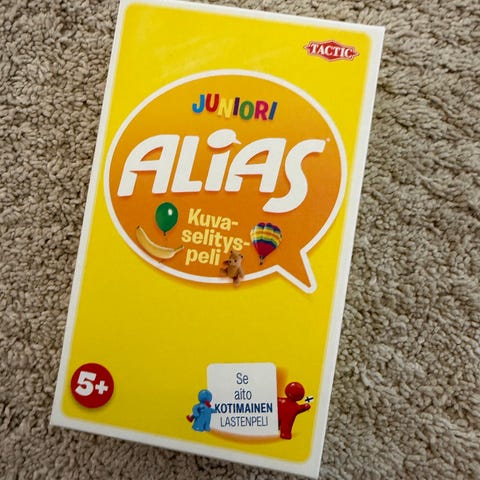 TACTIC
JUNIORI
ALIAS
Kuva-
selitys-
peli
5+
Se
aito
KOTIMAINEN
LASTENPELI